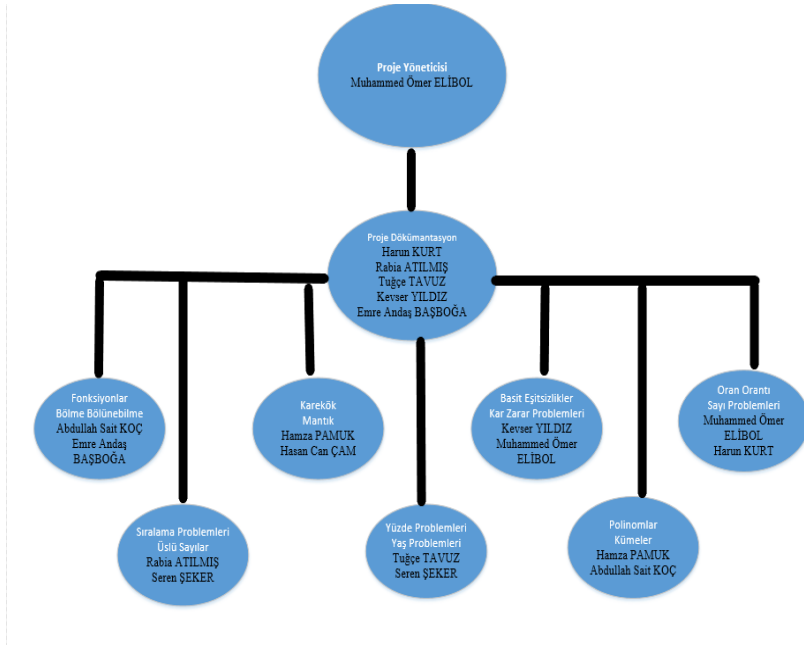 Proje Yöneticisi
Muhammed Ömer ELİBOL
Proje Dökümantasyon
Harun KURT
Rabia ATILMIŞ
Tuğçe TAVUZ
Kevser YILDIZ
Emre Andaş BAŞBOĞA
Fonksiyonlar
Bölme Bölünebilme
Abdullah Sait KOÇ
Emre Andaş
BAŞBOĞA
Karekök
Mantık
Hamza PAMUK
Hasan Can ÇAM
Basit Eşitsizlikler
Kar Zarar Problemleri
Kevser YILDIZ
Muhammed Ömer
ELİBOL
Oran Orantı
Sayı Problemleri
Muhammed Ömer
ELİBOL
Harun KURT
Sıralama Problemleri
Üslü Sayılar
Rabia ATILMIŞ
Seren ŞEKER
Yüzde Problemleri
Yaş Problemleri
Tuğçe TAVUZ
Seren ŞEKER
Polinomlar
Kümeler
Hamza PAMUK
Abdullah Sait KOÇ